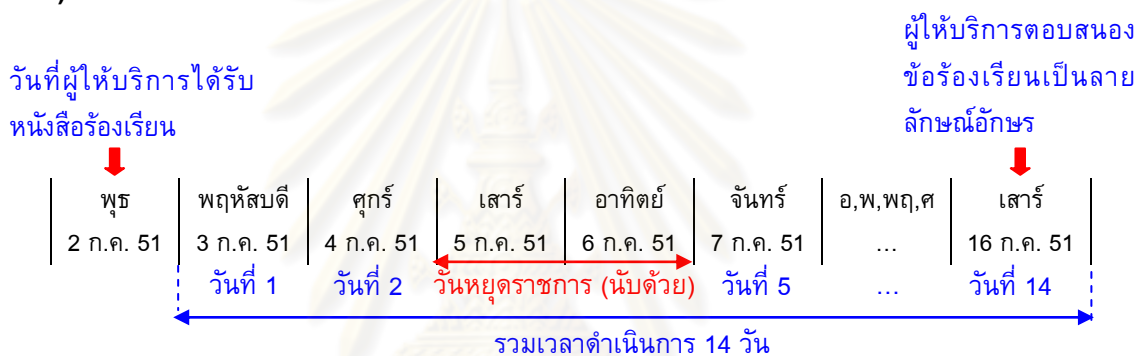 ผู้ให้บริการตอบสนอง
ข้อร้องเรียนเป็นลาย
ลักษณ์อักษร
วันที่ผู้ให้บริการได้รับ
หนังสือร้องเรียน
พุธ พฤหัสบดี ศุกร์ เสาร์ อาทิตย์ จันทร์ อ,พ,พฤ,ศ เสาร์
2 ก.ค. 51 3 ก.ค. 51 4 ก.ค. 51 5 ก.ค. 51 6 ก.ค. 51 7 ก.ค. 51 ... 16 ก.ค. 51
วันที่ 1 วันที่ 2 วันหยุดราชการ (นับด้วย) วันที่ 5 ... วันที่ 14
รวมเวลาดำเนินการ 14 วัน